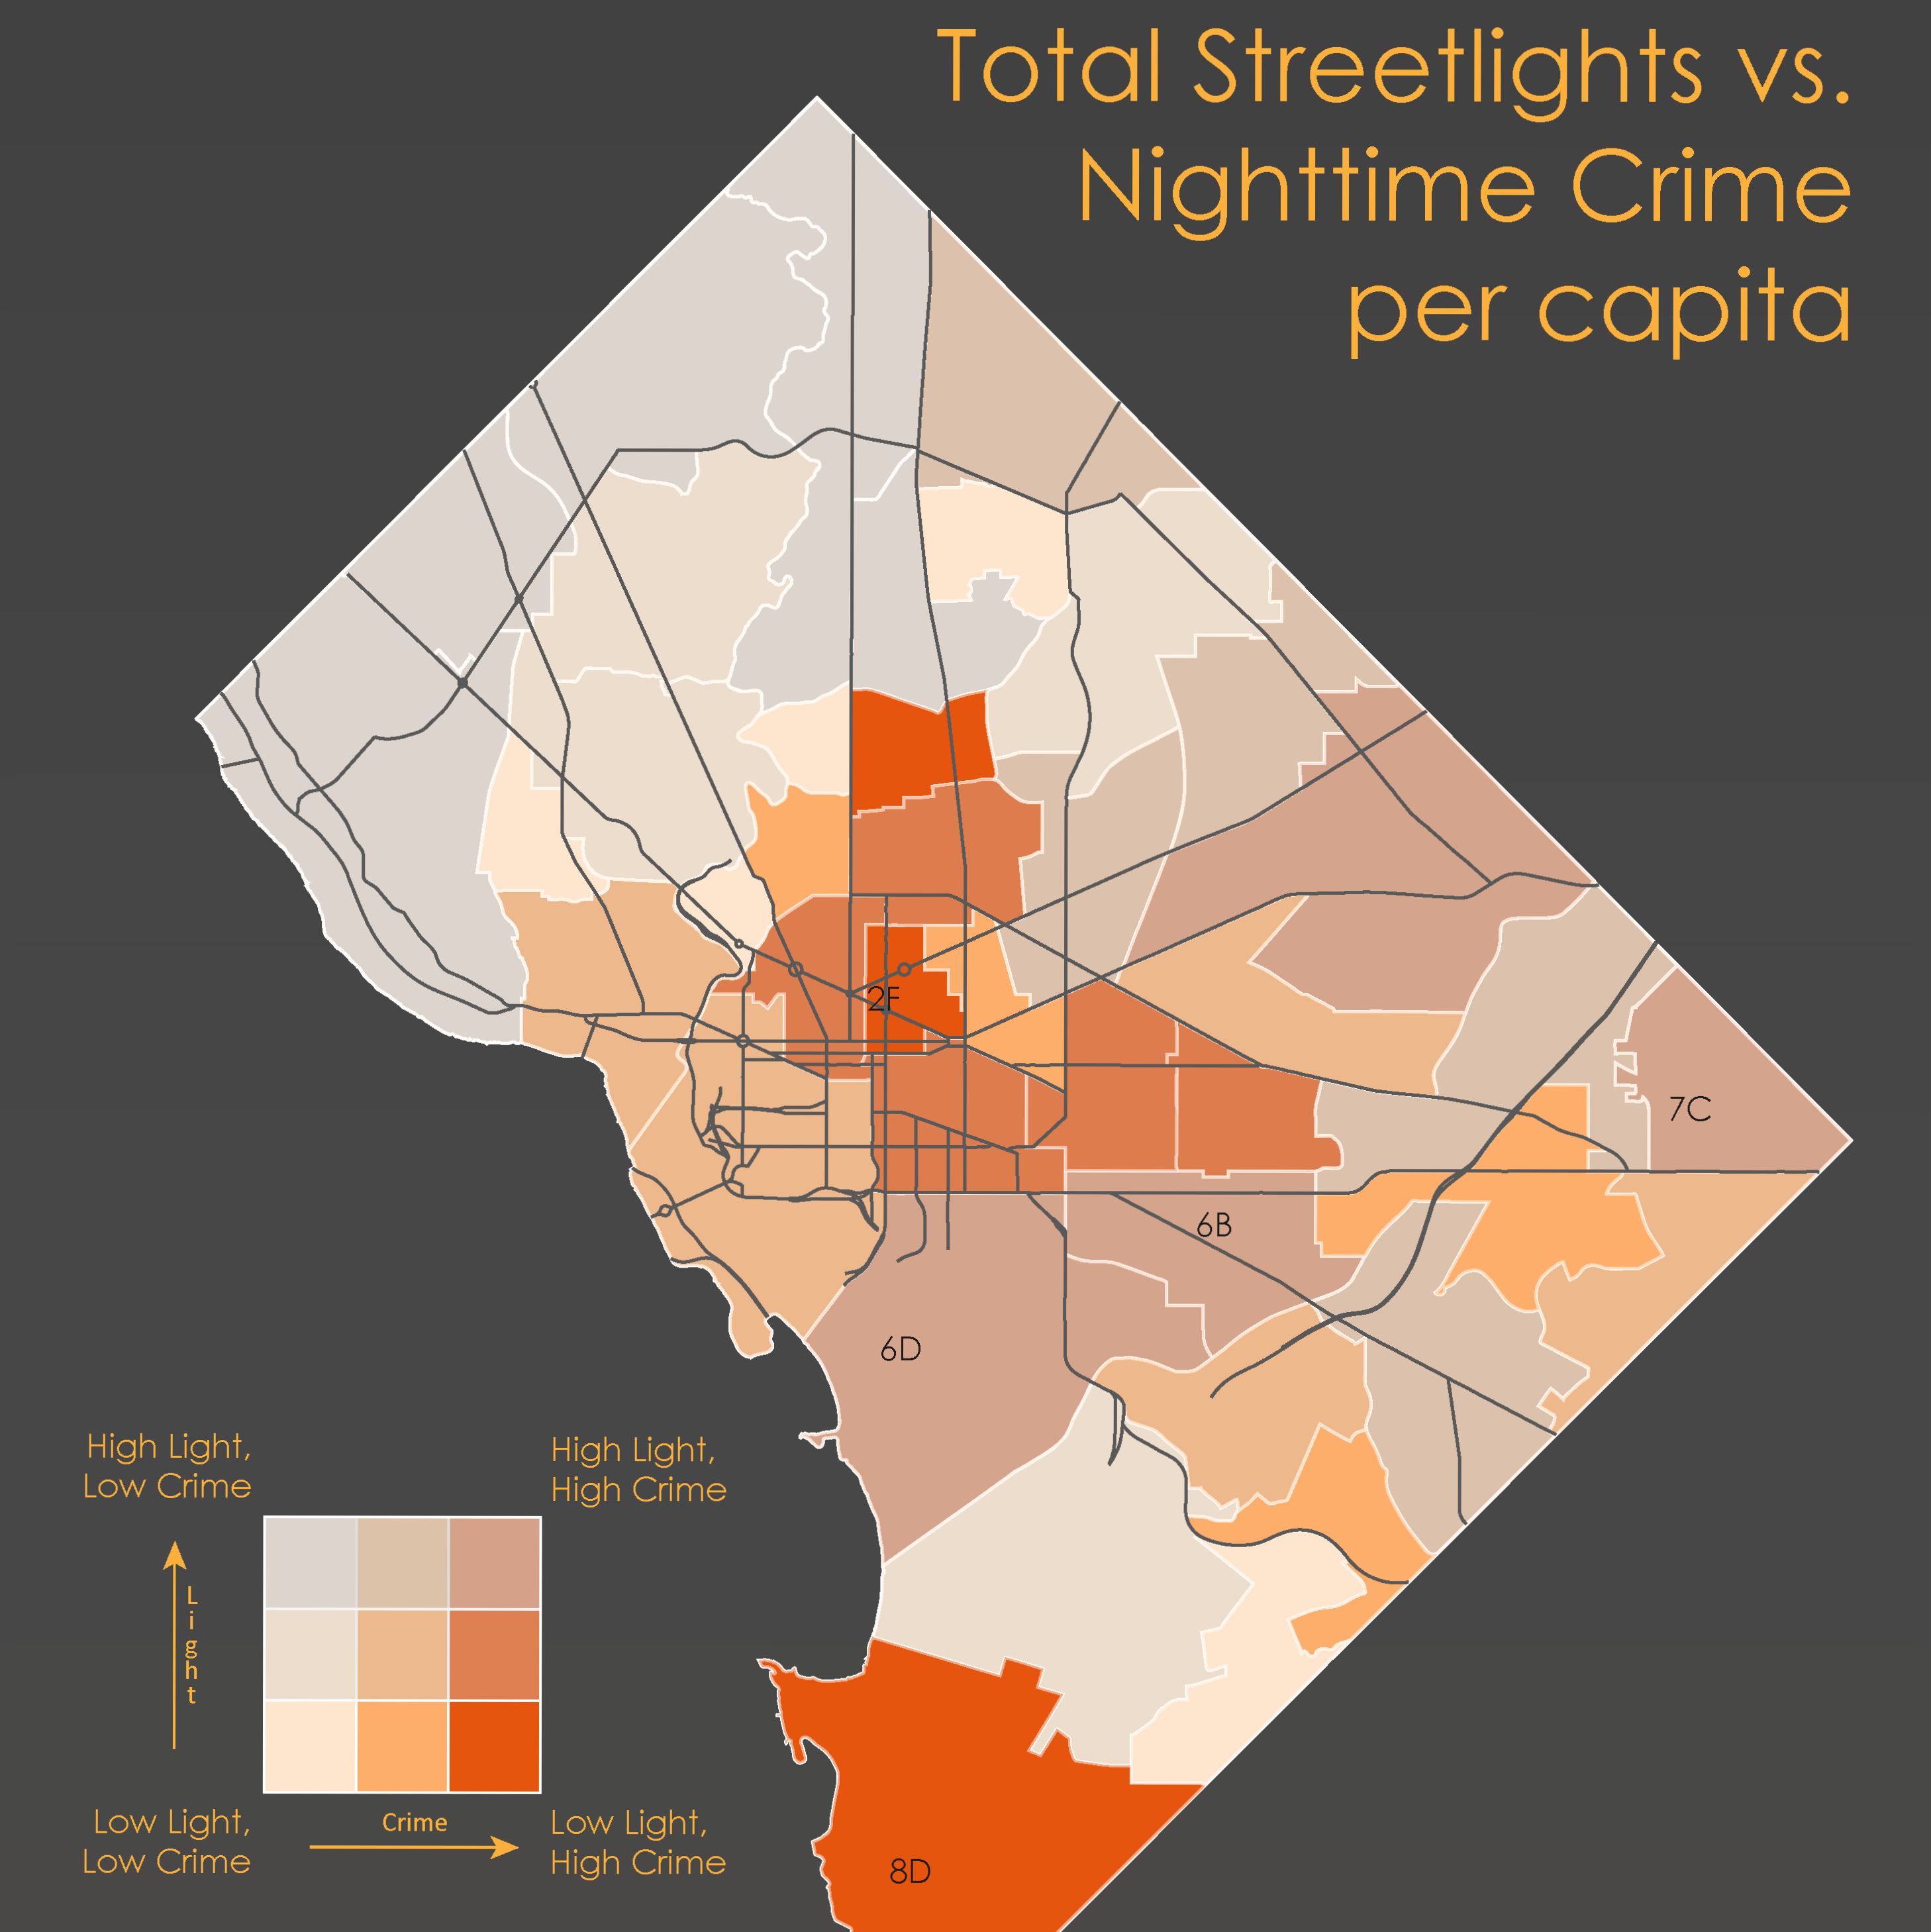 Total Streetlights vs.
Nighttime Crime
per capita
2F
7C
6B
6D
8D
High Light,
Low Crime
High Light,
High Crime
Light
Low Light,
Low Crime
Crime
Low Light,
High Crime